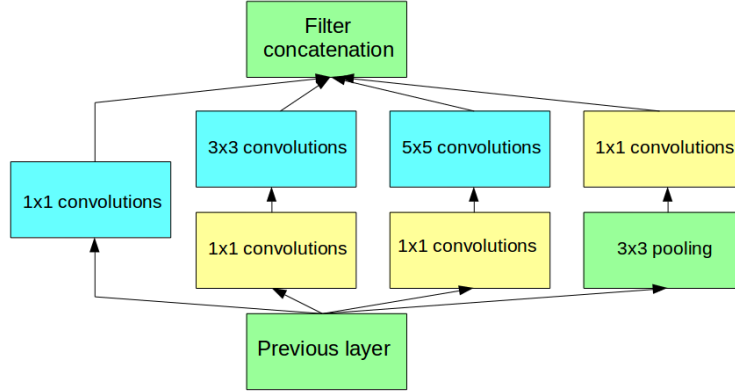 Filter
concatenation
3x3 convolutions
5x5 convolutions
1x1 convolutions
1x1 convolutions
1x1 convolutions
1x1 convolutions
3x3 pooling
Previous layer